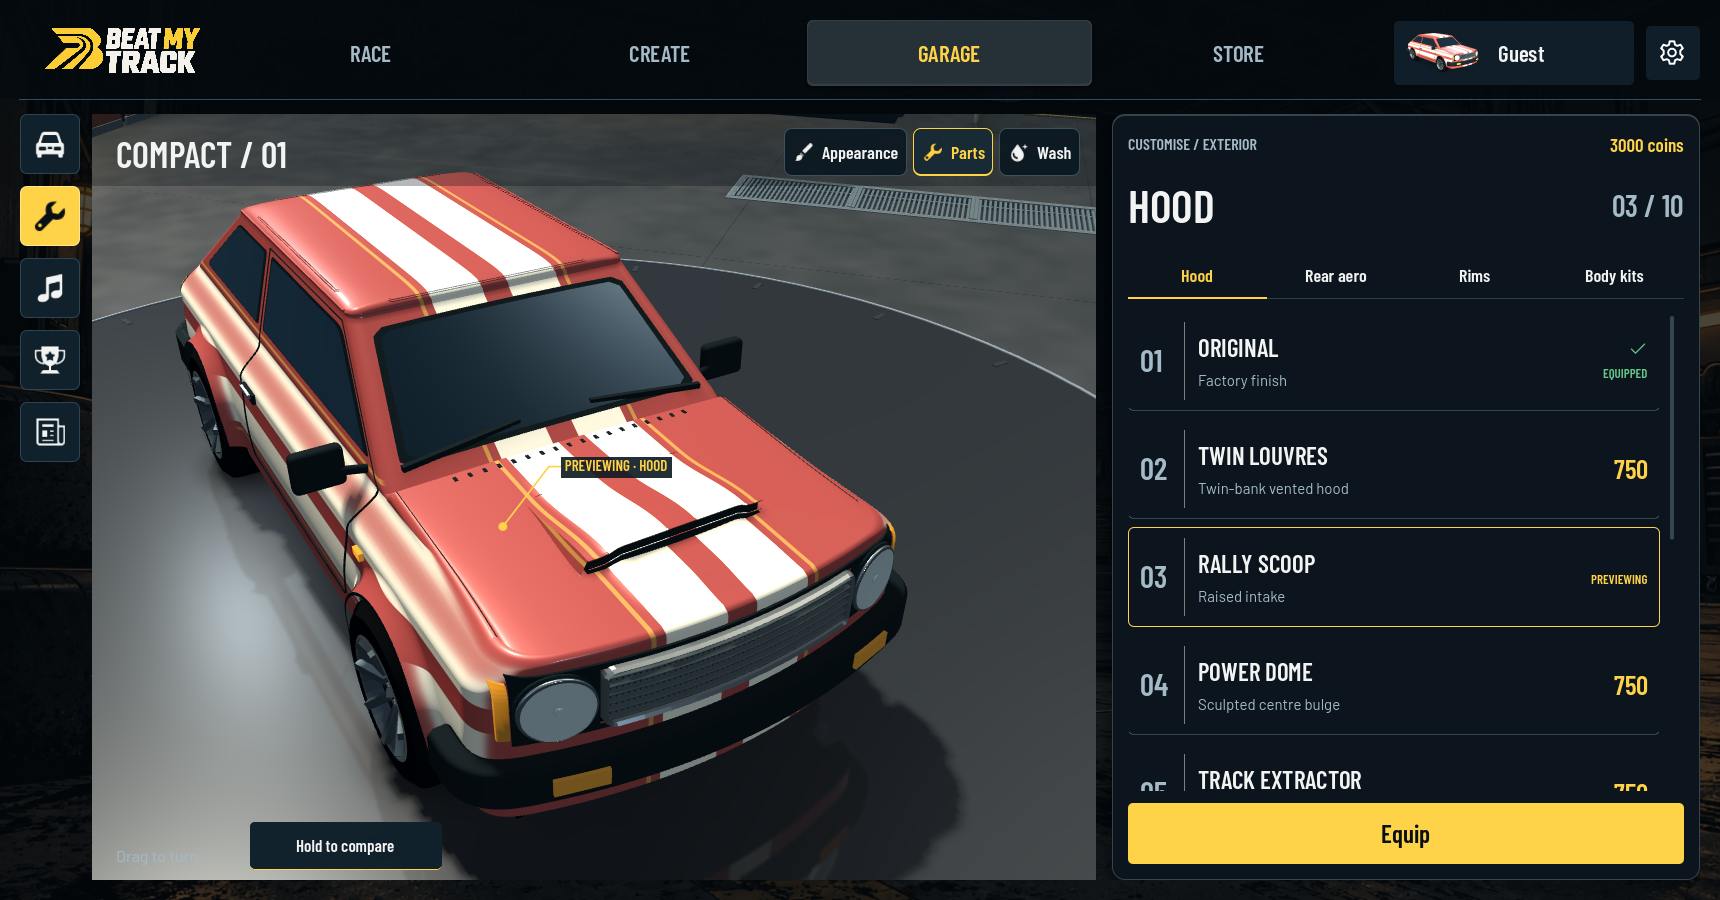 BEAT MY
TRACK
RACE
CREATE
GARAGE
STORE
Guest
COMPACT / 01
Appearance
Parts
Wash
PREVIEWING · HOOD
Drag to turn
Hold to compare
CUSTOMISE / EXTERIOR
3000 coins
HOOD
03 / 10
Hood
Rear aero
Rims
Body kits
01
ORIGINAL
Factory finish
EQUIPPED
02
TWIN LOUVRES
Twin-bank vented hood
750
03
RALLY SCOOP
Raised intake
PREVIEWING
04
POWER DOME
Sculpted centre bulge
750
05
TRACK EXTRACTOR
750
Equip